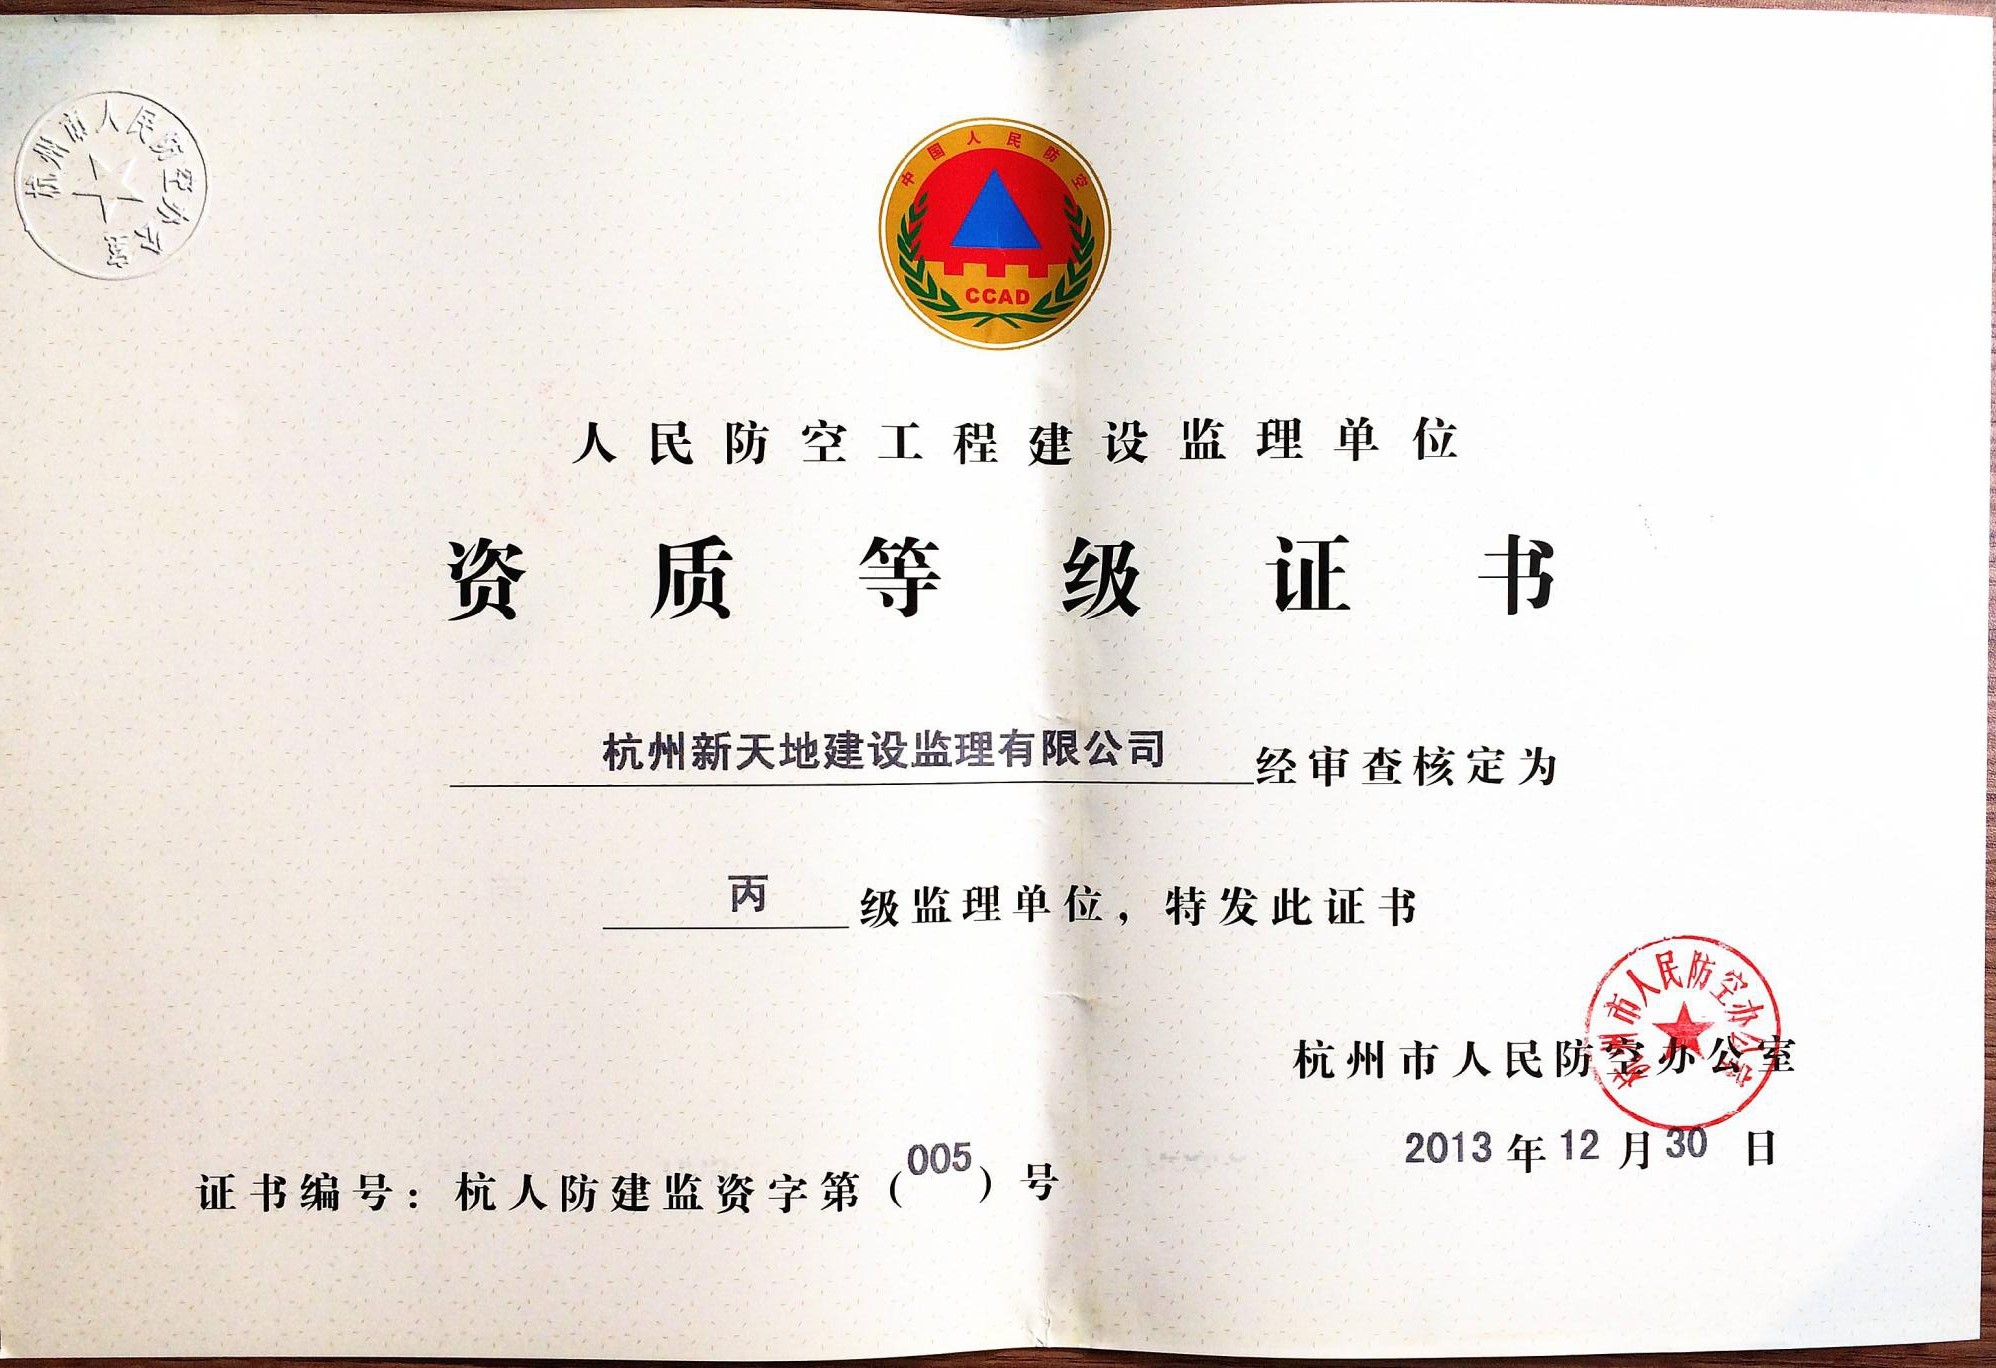 杭州市人民防空办公室
中国人民防空
CCAD
人民防空工程建设监理单位
资质等级证书
杭州新天地建设监理有限公司经审查核定为
丙级监理单位，特发此证书
杭州市人民防空办公室
杭州市人民防空办公室
2013年12月30日
证书编号：杭人防建监资字第(005)号